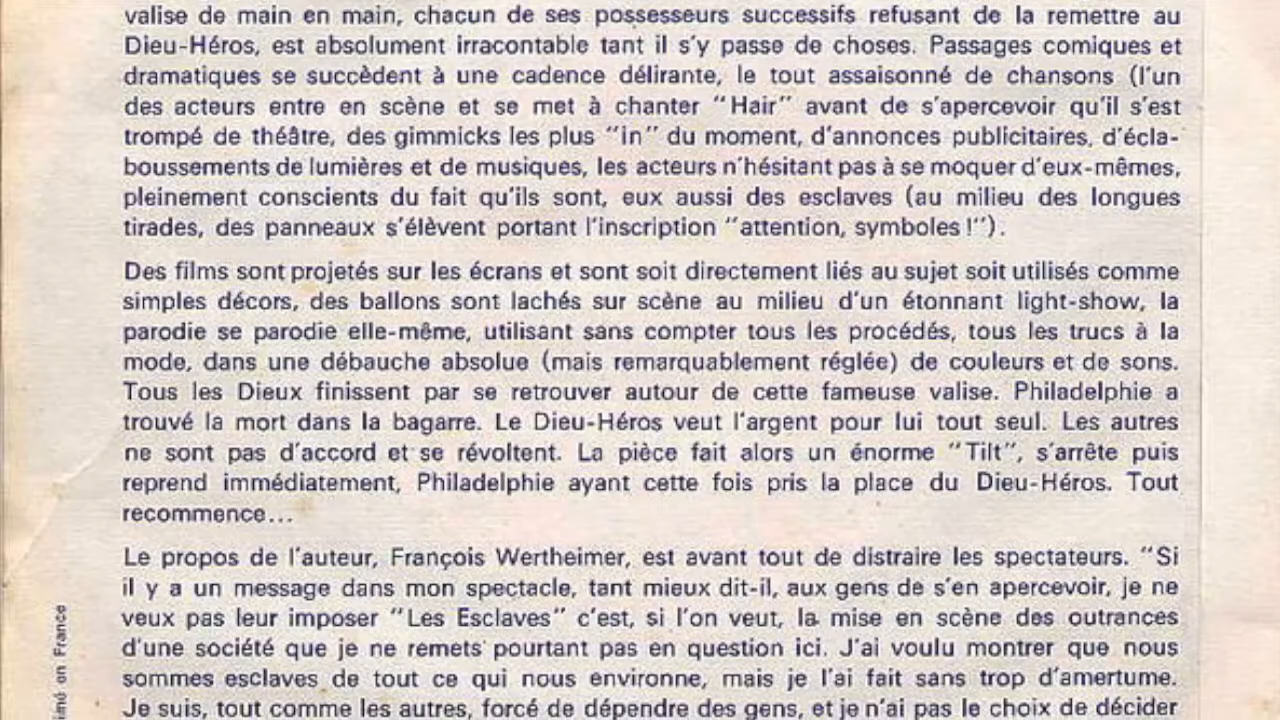 valise de main en main, chacun de ses possesseurs successifs refusant de la remettre au
Dieu-Héros, est absolument irracontable tant il s'y passe de choses. Passages comiques et
dramatiques se succèdent à une cadence délirante, le tout assaisonné de chansons (l'un
des acteurs entre en scène et se met à chanter "Hair" avant de s'apercevoir qu'il s'est
trompé de théâtre, des gimmicks les plus "in" du moment, d'annonces publicitaires, d'écla-
boussements de lumières et de musiques, les acteurs n'hésitant pas à se moquer d'eux-mêmes,
pleinement conscients du fait qu'ils sont, eux aussi des esclaves (au milieu des longues
tirades, des panneaux s'élèvent portant l'inscription "attention, symboles !").
Des films sont projetés sur les écrans et sont soit directement liés au sujet soit utilisés comme
simples décors, des ballons sont lachés sur scène au milieu d'un étonnant light-show, la
parodie se parodie elle-même, utilisant sans compter tous les procédés, tous les trucs à la
mode, dans une débauche absolue (mais remarquablement réglée) de couleurs et de sons.
Tous les Dieux finissent par se retrouver autour de cette fameuse valise. Philadelphie a
trouvé la mort dans la bagarre. Le Dieu-Héros veut l'argent pour lui tout seul. Les autres
ne sont pas d'accord et se révoltent. La pièce fait alors un énorme "Tilt", s'arrête puis
reprend immédiatement, Philadelphie ayant cette fois pris la place du Dieu-Héros. Tout
recommence...
Le propos de l'auteur, François Wertheimer, est avant tout de distraire les spectateurs. "Si
il y a un message dans mon spectacle, tant mieux dit-il, aux gens de s'en apercevoir, je ne
veux pas leur imposer "Les Esclaves" c'est, si l'on veut, la mise en scène des outrances
d'une société que je ne remets pourtant pas en question ici. J'ai voulu montrer que nous
sommes esclaves de tout ce qui nous environne, mais je l'ai fait sans trop d'amertume.
Je suis, tout comme les autres, forcé de dépendre des gens, et je n'ai pas le choix de décider
imé en France